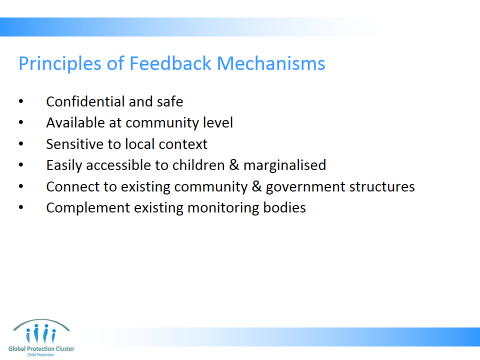 Principles of Feedback Mechanisms
• Confidential and safe
• Available at community level
• Sensitive to local context
• Easily accessible to children & marginalised
• Connect to existing community & government structures
• Complement existing monitoring bodies
Global Protection Cluster
Child Protection